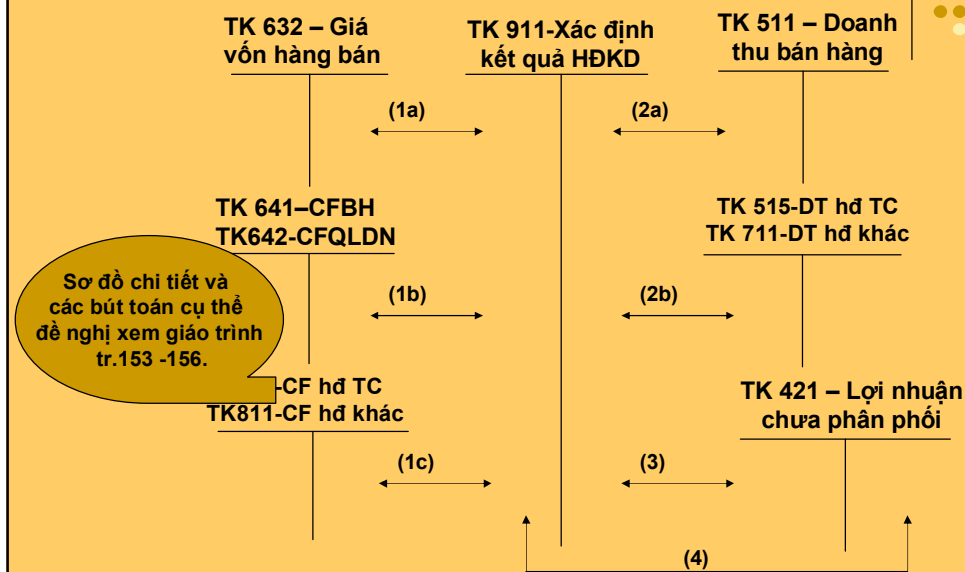 TK 632 – Giá
vốn hàng bán
TK 911-Xác định
kết quả HĐKD
TK 511 – Doanh
thu bán hàng
(1a)
(2a)
TK 641–CFBH
TK642-CFQLDN
TK 515-DT hđ TC
TK 711-DT hđ khác
Sơ đồ chi tiết và
các bút toán cụ thể
đề nghị xem giáo trình
tr.153 -156.
(1b)
(2b)
-CF hđ TC
TK811-CF hđ khác
TK 421 – Lợi nhuận
chưa phân phối
(1c)
(3)
(4)